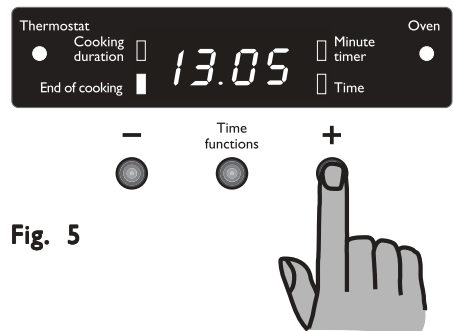 Thermostat
Oven
Cooking
duration
Minute
timer
13.05
End of cooking
Time
−
Time
functions
+
Fig. 5